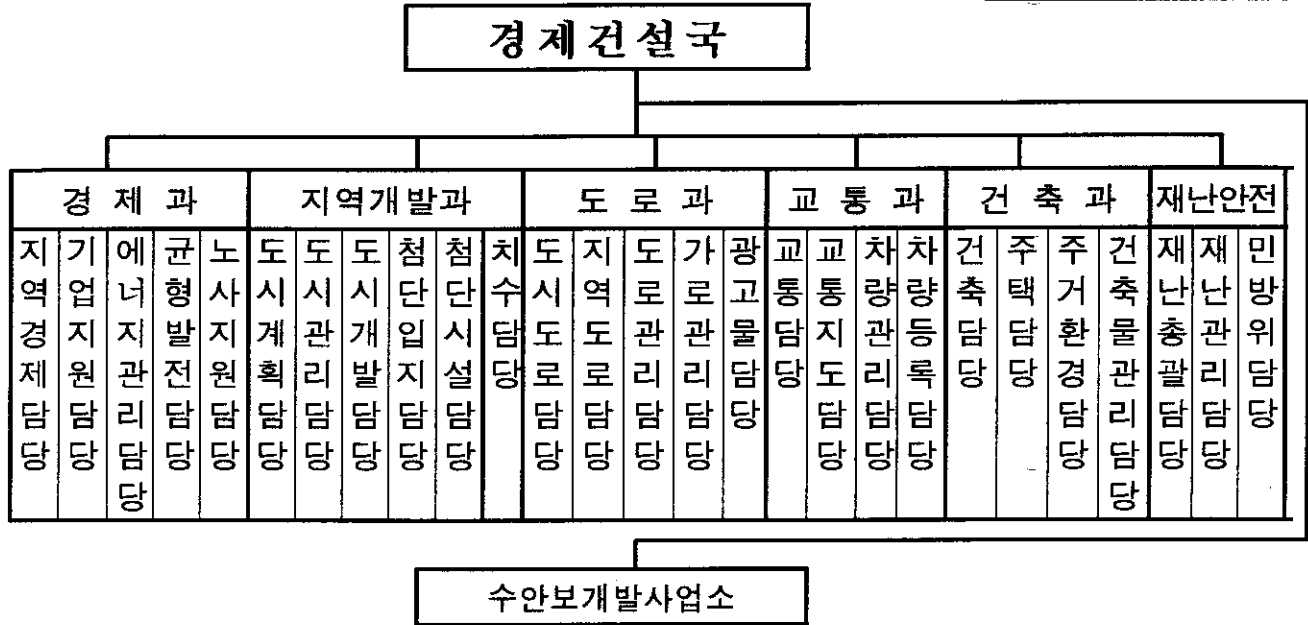 경제건설국
경 제 과
지역개발과
도 로 과
교 통 과
건 축 과
재난안전
지역경제담당
기업지원담당
에너지관리담당
균형발전담당
노사지원담당
도시계획담당
도시관리담당
도시개발담당
첨단입지담당
첨단시설담당
치수담당
도시도로담당
지역도로담당
도로관리담당
가로관리담당
광고물담당
교통담당
교통지도담당
차량관리담당
차량등록담당
건축담당
주택담당
주거환경담당
건축물관리담당
재난총괄담당
재난관리담당
민방위담당
수안보개발사업소